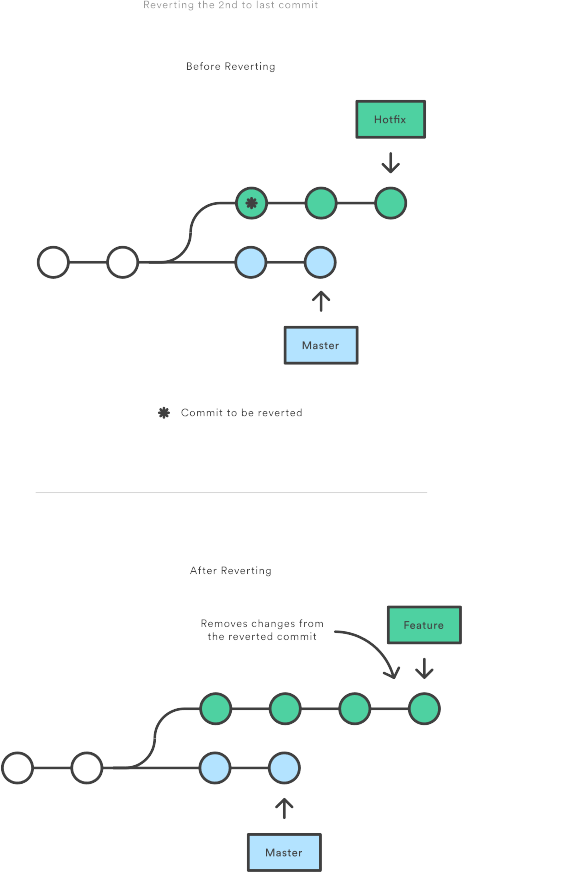 Reverting the 2nd to last commit
Before Reverting
Hotfix
Master
Commit to be reverted
After Reverting
Removes changes from
the reverted commit
Feature
Master